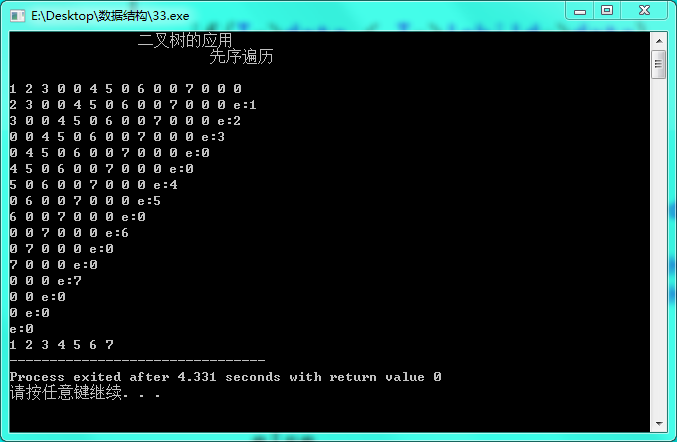 E:\Desktop\数据结构\33.exe
二叉树的应用
先序遍历
1 2 3 0 0 4 5 0 6 0 0 7 0 0 0
2 3 0 0 4 5 0 6 0 0 7 0 0 0 e:1
3 0 0 4 5 0 6 0 0 7 0 0 0 e:2
0 0 4 5 0 6 0 0 7 0 0 0 e:3
0 4 5 0 6 0 0 7 0 0 0 e:0
4 5 0 6 0 0 7 0 0 0 e:0
5 0 6 0 0 7 0 0 0 e:4
0 6 0 0 7 0 0 0 e:5
6 0 0 7 0 0 0 e:0
0 0 7 0 0 0 e:6
0 7 0 0 0 e:0
7 0 0 0 e:0
0 0 0 e:7
0 0 e:0
0 e:0
e:0
1 2 3 4 5 6 7
--------------------------------
Process exited after 4.331 seconds with return value 0
请按任意键继续. . .